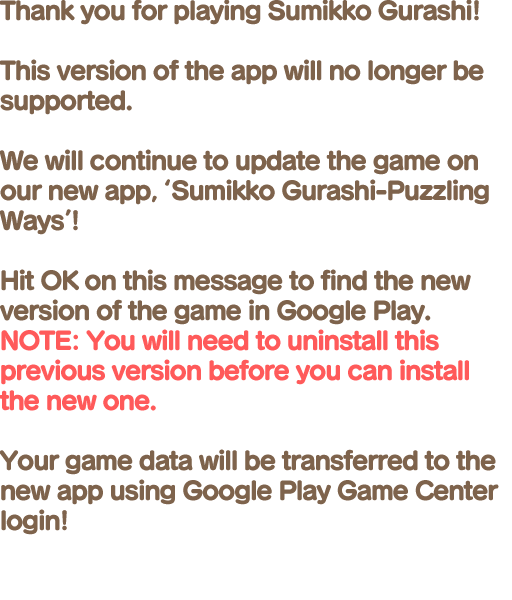 Thank you for playing Sumikko Gurashi!
This version of the app will no longer be
supported.
We will continue to update the game on
our new app, ‘Sumikko Gurashi-Puzzling
Ways’!
Hit OK on this message to find the new
version of the game in Google Play.
NOTE: You will need to uninstall this
previous version before you can install
the new one.
Your game data will be transferred to the
new app using Google Play Game Center
login!